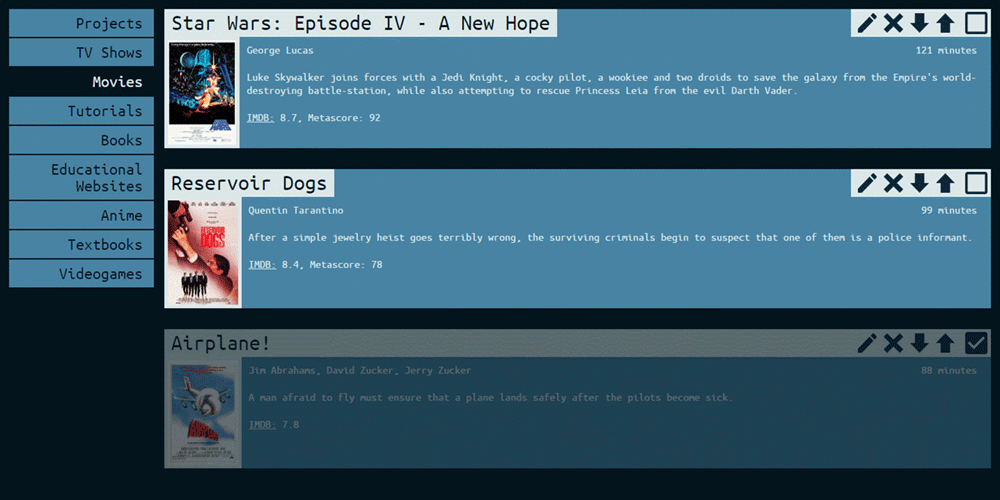 Projects
TV Shows
Movies
Tutorials
Books
Educational
Websites
Anime
Textbooks
Videogames
Star Wars: Episode IV - A New Hope
George Lucas
121 minutes
Luke Skywalker joins forces with a Jedi Knight, a cocky pilot, a wookiee and two droids to save the galaxy from the Empire's world-
destroying battle-station, while also attempting to rescue Princess Leia from the evil Darth Vader.
IMDB: 8.7, Metascore: 92
Reservoir Dogs
Quentin Tarantino
99 minutes
RESERVOIR
DOGS
After a simple jewelry heist goes terribly wrong, the surviving criminals begin to suspect that one of them is a police informant.
IMDB: 8.4, Metascore: 78
Airplane!
Jim Abrahams, David Zucker, Jerry Zucker
88 minutes
A man afraid to fly must ensure that a plane lands safely after the pilots become sick.
IMDB: 7.8